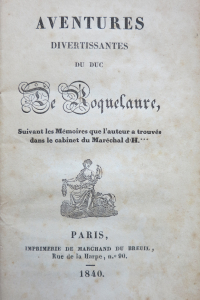 AVENTURES
DIVERTISSANTES
DU DUC
De Roquelaure,
Suivant les Mémoires que l'auteur a trouvés
dans le cabinet du Maréchal d'H.***
PARIS,
IMPRIMERIE DE MARCHAND DU BREUIL,
Rue de la Harpe, n.° 90.
1840.